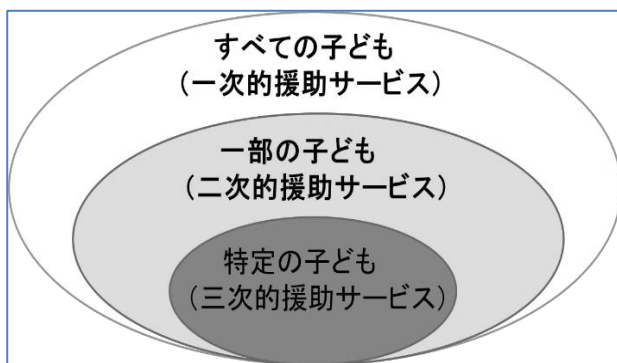 すべての子ども
（一次的援助サービス）
一部の子ども
（二次的援助サービス）
特定の子ども
（三次的援助サービス）